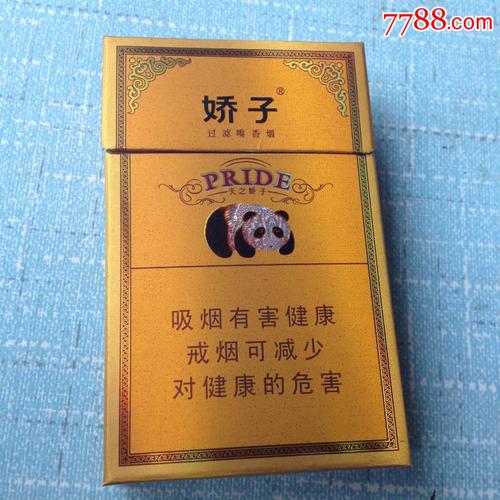 7788.com
娇子®
过滤嘴香烟
PRIDE
天之娇子
吸烟有害健康
戒烟可减少
对健康的危害